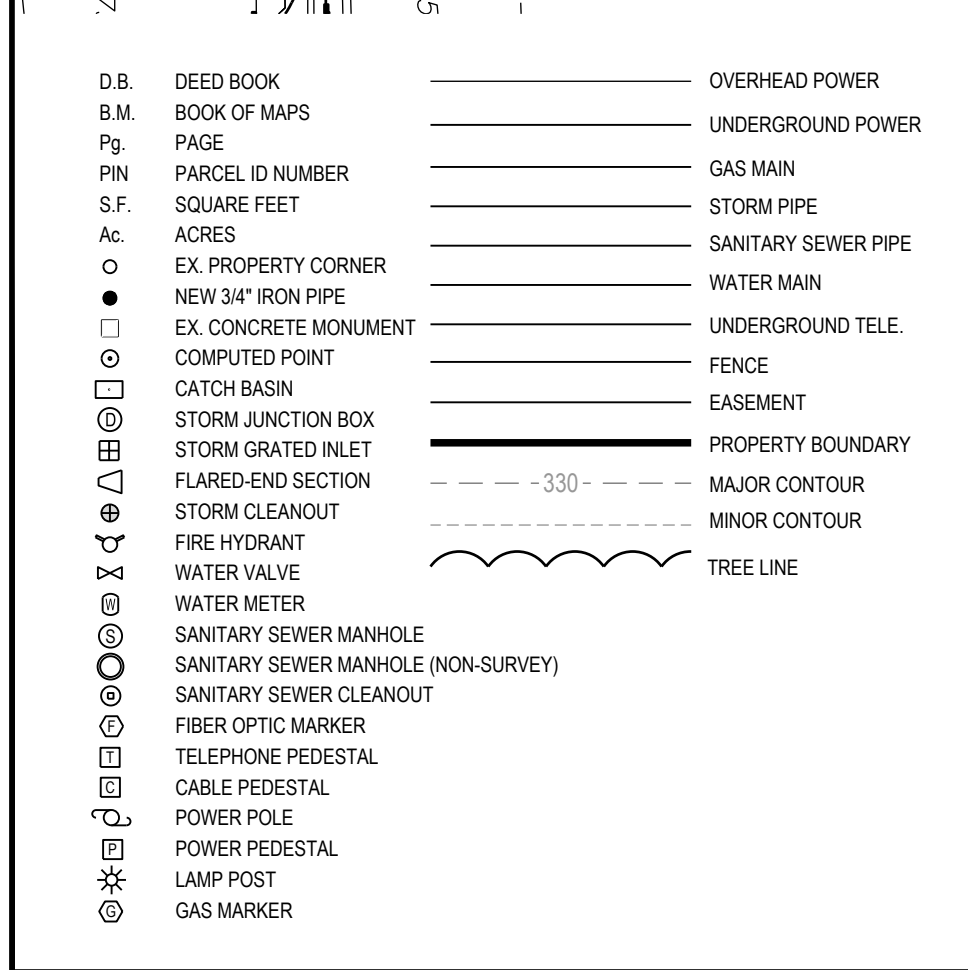 D.B. DEED BOOK
B.M. BOOK OF MAPS
Pg. PAGE
PIN PARCEL ID NUMBER
S.F. SQUARE FEET
Ac. ACRES
EX. PROPERTY CORNER
NEW 3/4" IRON PIPE
EX. CONCRETE MONUMENT
COMPUTED POINT
CATCH BASIN
D STORM JUNCTION BOX
STORM GRATED INLET
FLARED-END SECTION
STORM CLEANOUT
FIRE HYDRANT
WATER VALVE
W WATER METER
S SANITARY SEWER MANHOLE
SANITARY SEWER MANHOLE (NON-SURVEY)
SANITARY SEWER CLEANOUT
F FIBER OPTIC MARKER
T TELEPHONE PEDESTAL
C CABLE PEDESTAL
POWER POLE
P POWER PEDESTAL
LAMP POST
G GAS MARKER
OVERHEAD POWER
UNDERGROUND POWER
GAS MAIN
STORM PIPE
SANITARY SEWER PIPE
WATER MAIN
UNDERGROUND TELE.
FENCE
EASEMENT
PROPERTY BOUNDARY
330 MAJOR CONTOUR
MINOR CONTOUR
TREE LINE